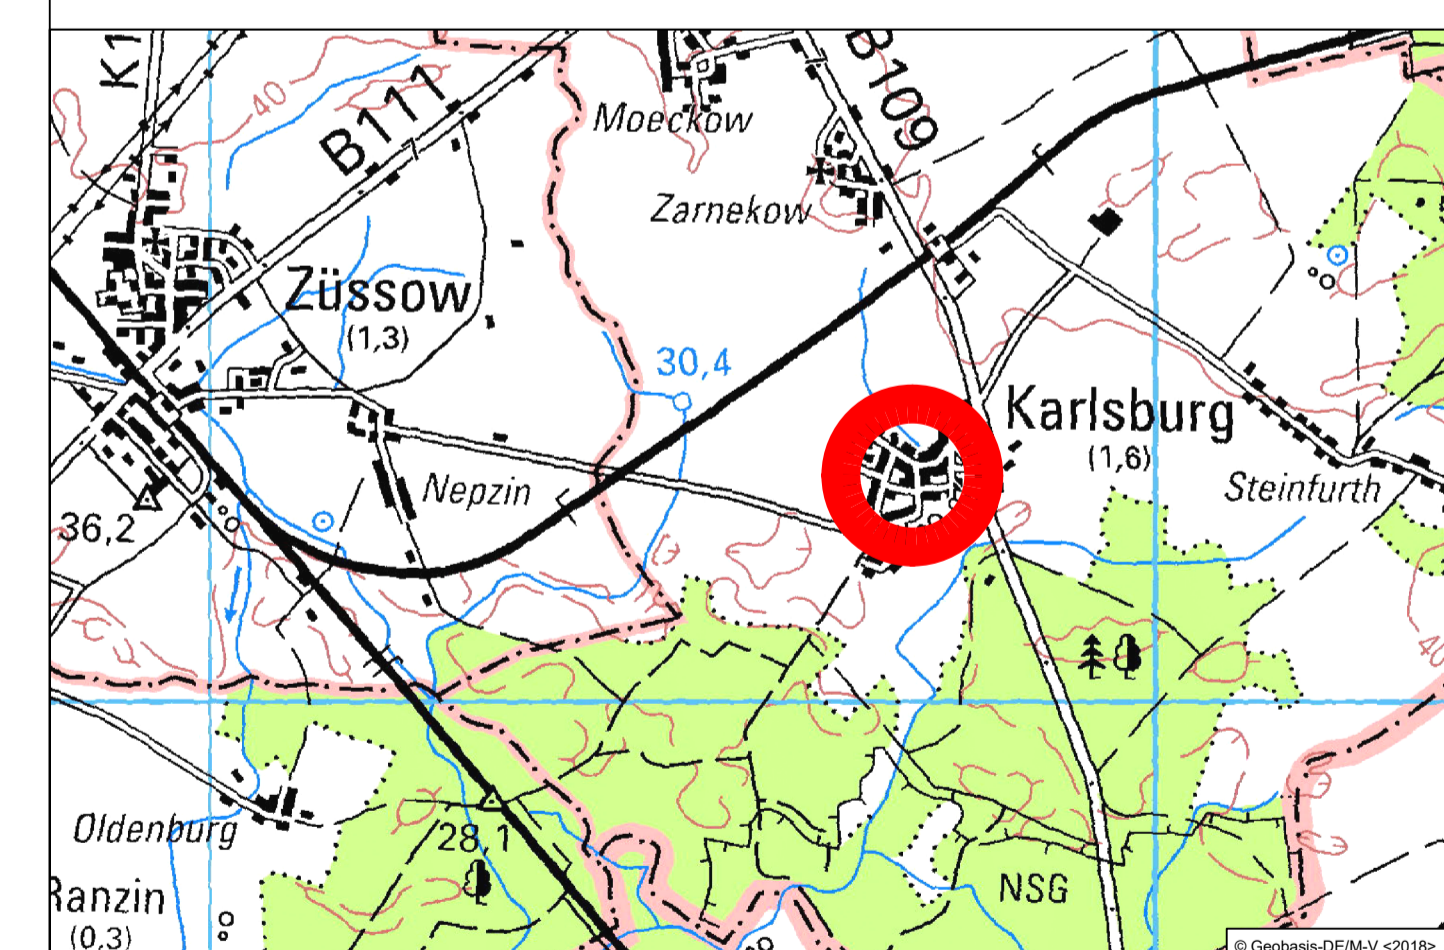 K1
40
B111
Moeckow
B109
Zarnekow
Züssow
(1,3)
30,4
Karlsburg
(1,6)
Nepzin
Steinfurth
36,2
40
Oldenburg
28,1
Ranzin
(0,3)
NSG
© Geobasis-DE/M-V <2018>